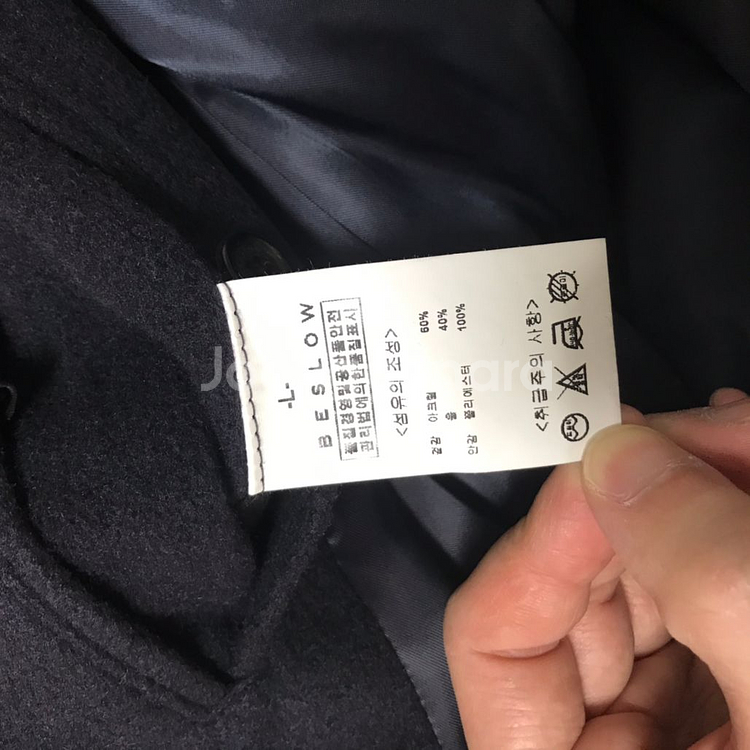 -L-
BESLOW
품질경영및공산품안전
관리법에의한품질표시
<섬유의 조성>
겉감 아크릴 60%
울 40%
안감 폴리에스터 100%
<취급주의 사항>